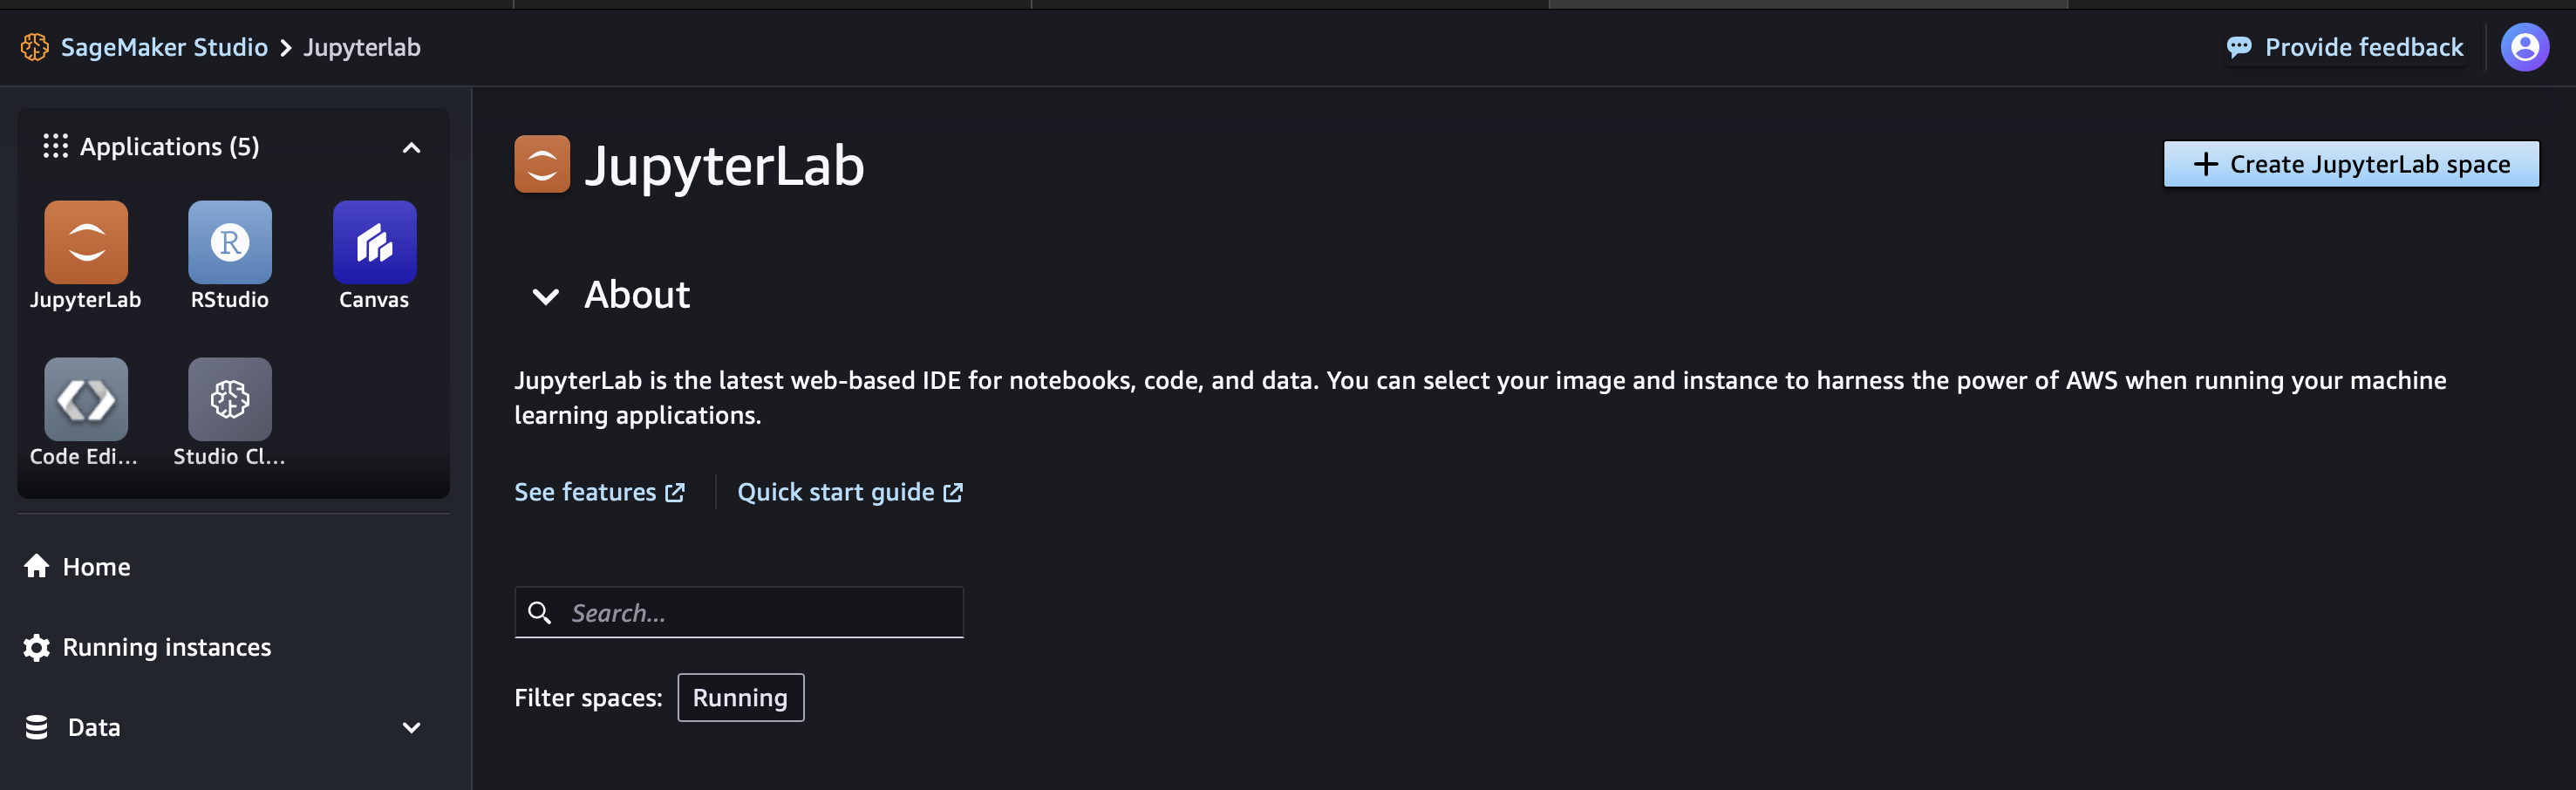 SageMaker Studio > Jupyterlab
Provide feedback
Applications (5)
JupyterLab
RStudio
R
Canvas
Code Edi...
Studio Cl...
Home
Running instances
Data
JupyterLab
+ Create JupyterLab space
About
JupyterLab is the latest web-based IDE for notebooks, code, and data. You can select your image and instance to harness the power of AWS when running your machine
learning applications.
See features
Quick start guide
Search...
Filter spaces: Running